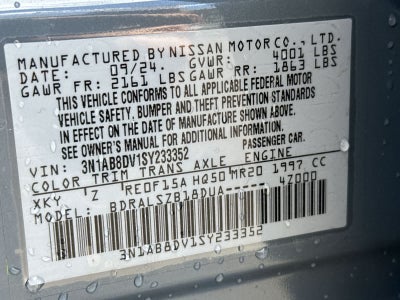 MANUFACTURED BY NISSAN MOTOR CO., LTD.
DATE: 09/24. GVWR: 4001 LBS
GAWR FR: 2161 LBS GAWR RR: 1863 LBS
THIS VEHICLE CONFORMS TO ALL APPLICABLE FEDERAL MOTOR
VEHICLE SAFETY, BUMPER AND THEFT PREVENTION STANDARDS
IN EFFECT ON THE DATE OF MANUFACTURE SHOWN ABOVE.
SEE OWNER'S MANUAL FOR ADDITIONAL INFORMATION.
PASSENGER CAR.
VIN: 3N1AB8DV1SY233352
COLOR TRIM TRANS AXLE ENGINE
XKY Z RE0F15A HQ50 MR20 1997 CC
MODEL: BDRALSZB18DUA--- 47000
3N1AB8DV1SY233352